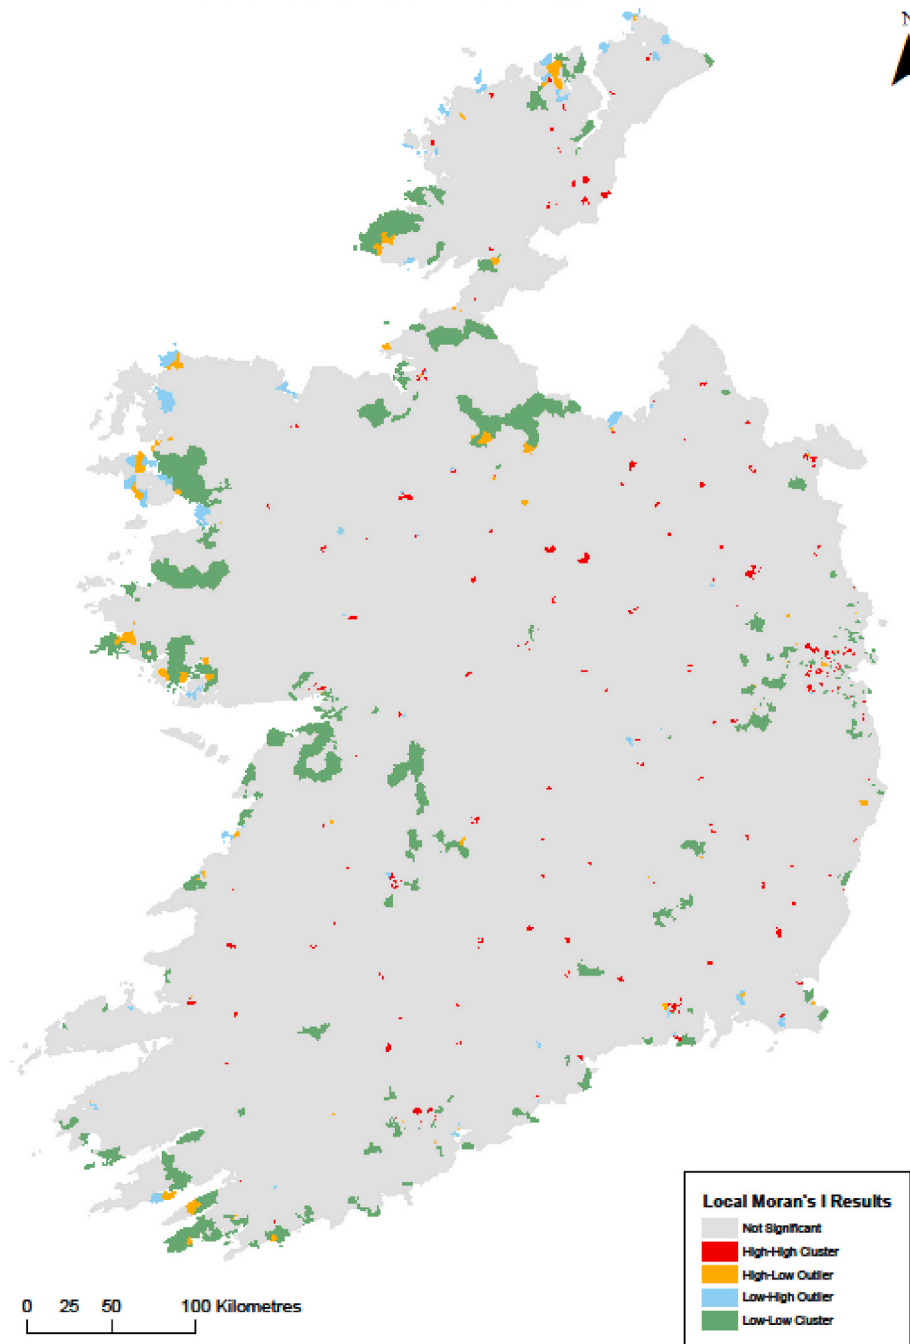 N
Local Moran's I Results
Not Significant
High-High Cluster
High-Low Outlier
Low-High Outlier
Low-Low Cluster
0 25 50 100 Kilometres